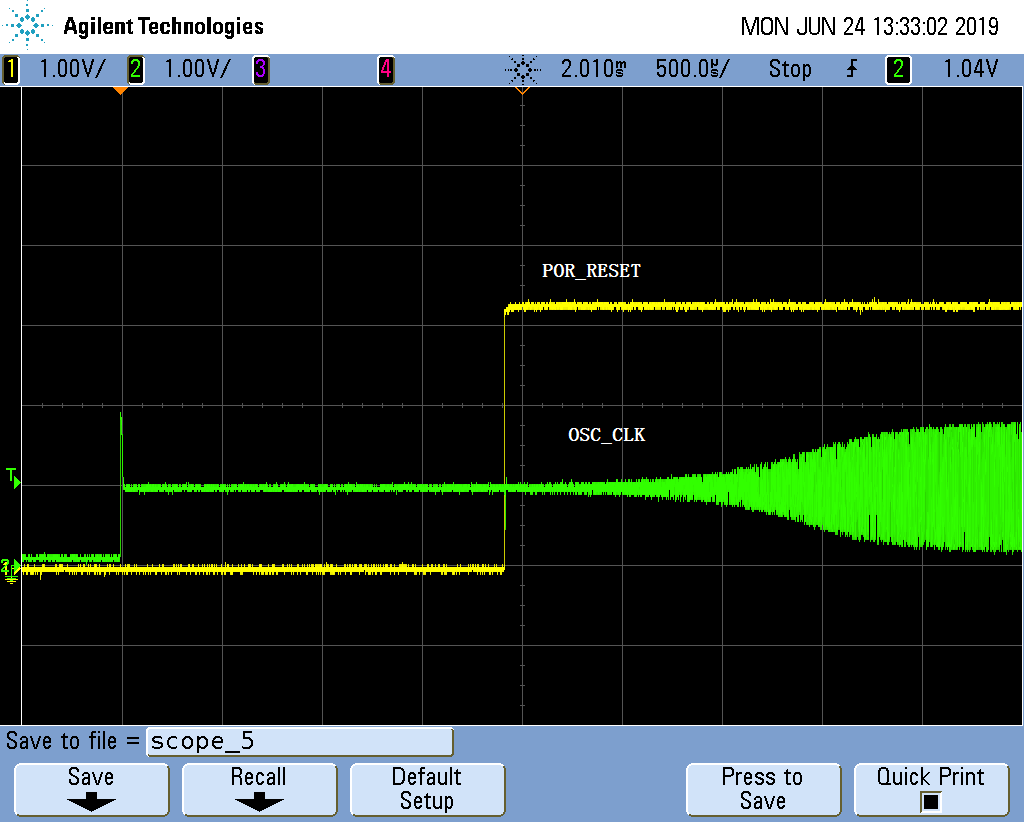 Agilent Technologies MON JUN 24 13:33:02 2019
1 1.00V/ 2 1.00V/ 3 4 2.010ms 500.0us/ Stop 2 1.04V
POR_RESET
OSC_CLK
T
2
Save to file = scope_5
Save Recall Default Setup Press to Save Quick Print